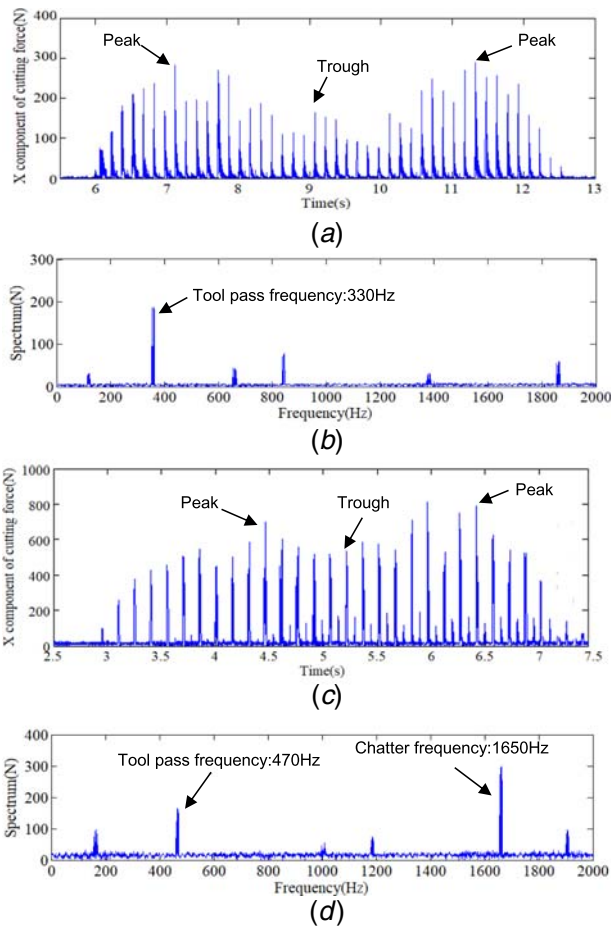 400
300
200
100
0
X component of cutting force(N)
Peak
Trough
Peak
6 7 8 9 10 11 12 13
Time(s)
(a)
300
200
100
0
Spectrum(N)
Tool pass frequency:330Hz
0 200 400 600 800 1000 1200 1400 1600 1800 2000
Frequency(Hz)
(b)
1000
800
600
400
200
0
X component of cutting force(N)
Peak
Trough
Peak
2.5 3 3.5 4 4.5 5 5.5 6 6.5 7 7.5
Time(s)
(c)
400
300
200
100
0
Spectrum(N)
Tool pass frequency:470Hz
Chatter frequency:1650Hz
0 200 400 600 800 1000 1200 1400 1600 1800 2000
Frequency(Hz)
(d)